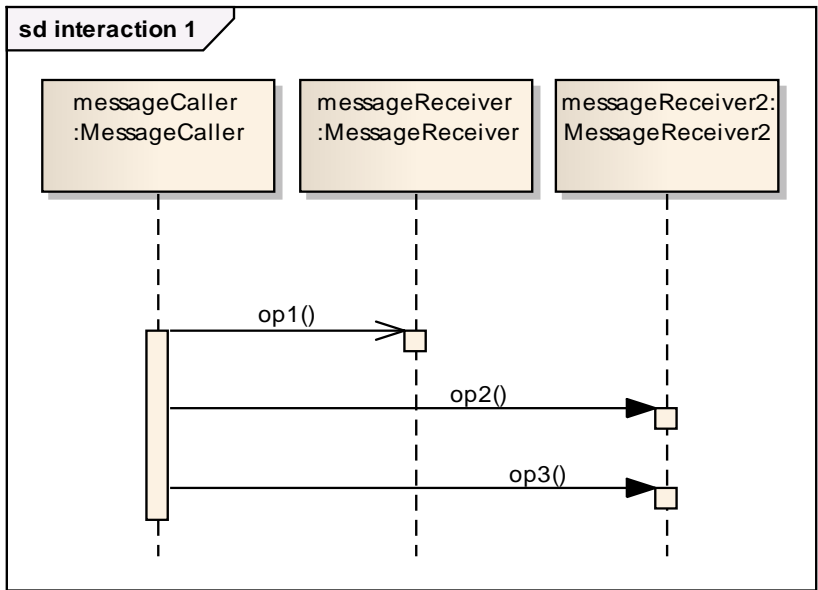 sd interaction 1
messageCaller
:MessageCaller
messageReceiver
:MessageReceiver
messageReceiver2:
MessageReceiver2
op1()
op2()
op3()